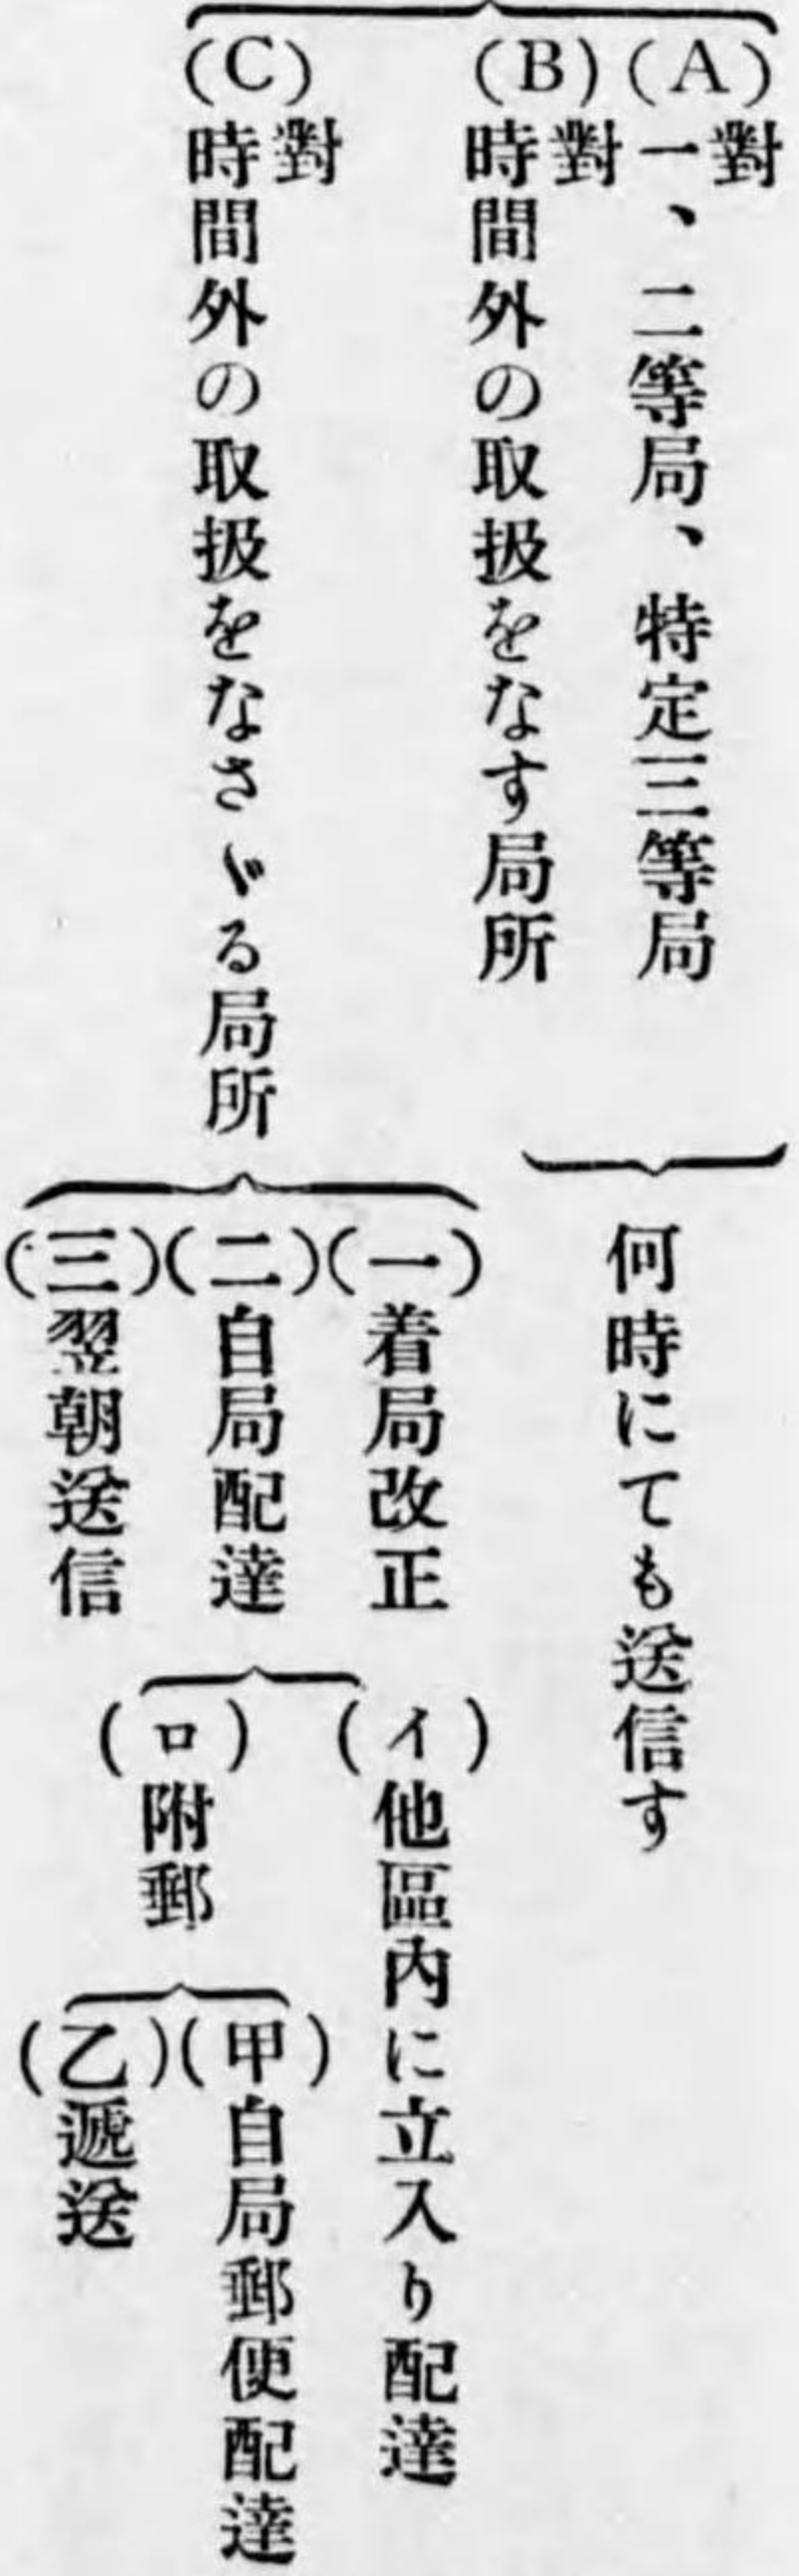 (A)對
一、二等局、特定三等局
(B)對
時間外の取扱をなす局所
何時にても送信す
(C)對
時間外の取扱をなさゞる局所
(一)着局改正
(二)自局配達
(イ)他區内に立入り配達
(ロ)附郵
(甲)自局郵便配達
(乙)遞送
(三)翌朝送信